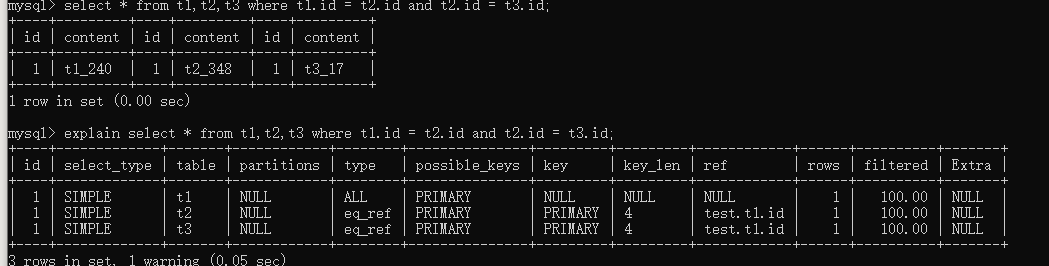 mysql> select * from t1,t2,t3 where t1.id = t2.id and t2.id = t3.id;
+----+---------+----+---------+----+---------+
| id | content | id | content | id | content |
+----+---------+----+---------+----+---------+
| 1 | t1_240 | 1 | t2_348 | 1 | t3_17 |
+----+---------+----+---------+----+---------+
1 row in set (0.00 sec)
mysql> explain select * from t1,t2,t3 where t1.id = t2.id and t2.id = t3.id;
+----+-------------+-------+------------+--------+---------------+---------+---------+------------+------+----------+-------+
| id | select_type | table | partitions | type | possible_keys | key | key_len | ref | rows | filtered | Extra |
+----+-------------+-------+------------+--------+---------------+---------+---------+------------+------+----------+-------+
| 1 | SIMPLE | t1 | NULL | ALL | PRIMARY | NULL | NULL | NULL | 1 | 100.00 | NULL |
| 1 | SIMPLE | t2 | NULL | eq_ref | PRIMARY | PRIMARY | 4 | test.t1.id | 1 | 100.00 | NULL |
| 1 | SIMPLE | t3 | NULL | eq_ref | PRIMARY | PRIMARY | 4 | test.t1.id | 1 | 100.00 | NULL |
+----+-------------+-------+------------+--------+---------------+---------+---------+------------+------+----------+-------+
3 rows in set, 1 warning (0.05 sec)